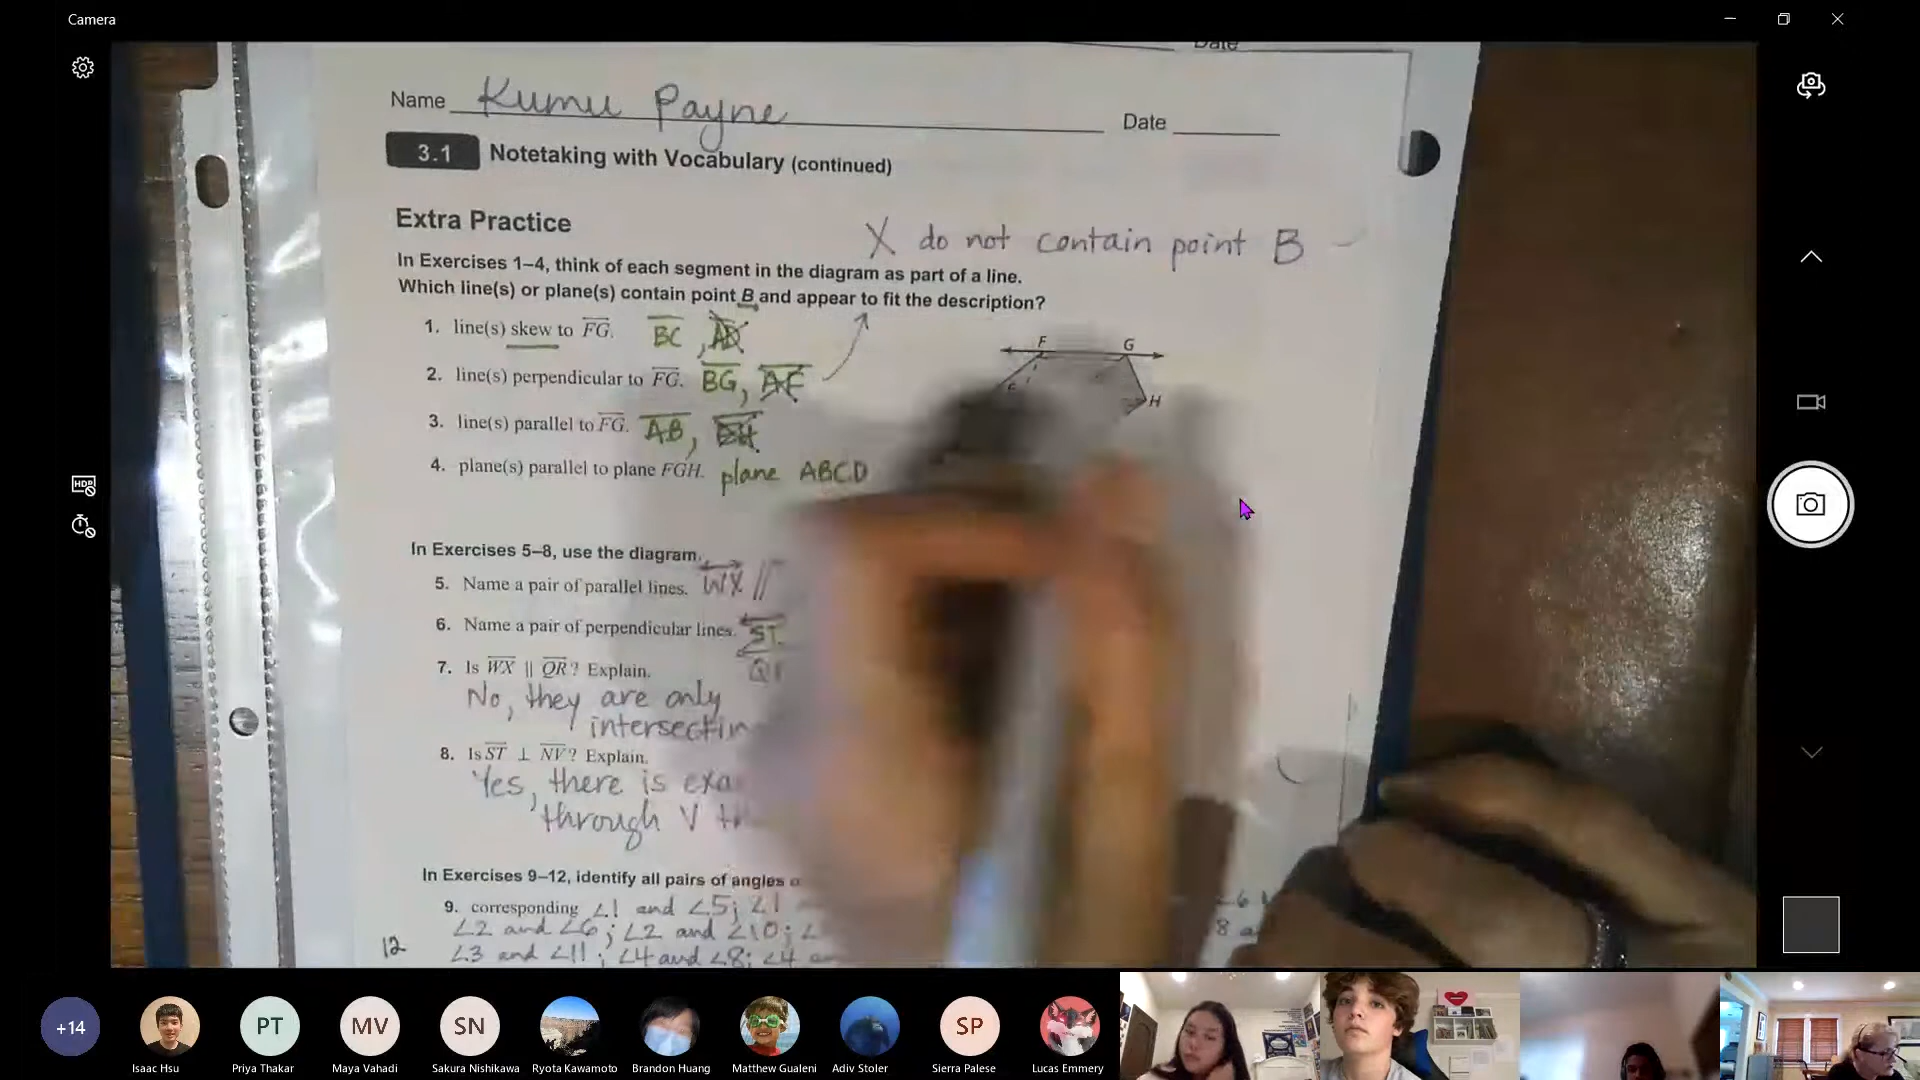 Camera
Date
Name Kumu Payne Date
3.1 Notetaking with Vocabulary (continued)
Extra Practice
X do not contain point B
In Exercises 1–4, think of each segment in the diagram as part of a line.
Which line(s) or plane(s) contain point B and appear to fit the description?
1. line(s) skew to FG. BC, AD
2. line(s) perpendicular to FG. BG, AF
3. line(s) parallel to FG. AB,
4. plane(s) parallel to plane FGH. plane ABCD
F G
H
In Exercises 5–8, use the diagram.
5. Name a pair of parallel lines. WX ||
6. Name a pair of perpendicular lines. ST
7. Is WX || QR? Explain.
No, they are only
intersectin
8. Is ST ⊥ NV? Explain.
Yes, there is exa
through V th
In Exercises 9–12, identify all pairs of angles o
9. corresponding ∠1 and ∠5; ∠1
∠2 and ∠6; ∠2 and ∠10; ∠
12 ∠3 and ∠11; ∠4 and ∠8; ∠4
+14
PT
MV
SN
SP
Isaac Hsu
Priya Thakar
Maya Vahadi
Sakura Nishikawa
Ryota Kawamoto
Brandon Huang
Matthew Gualeni
Adiv Stoler
Sierra Palese
Lucas Emmery